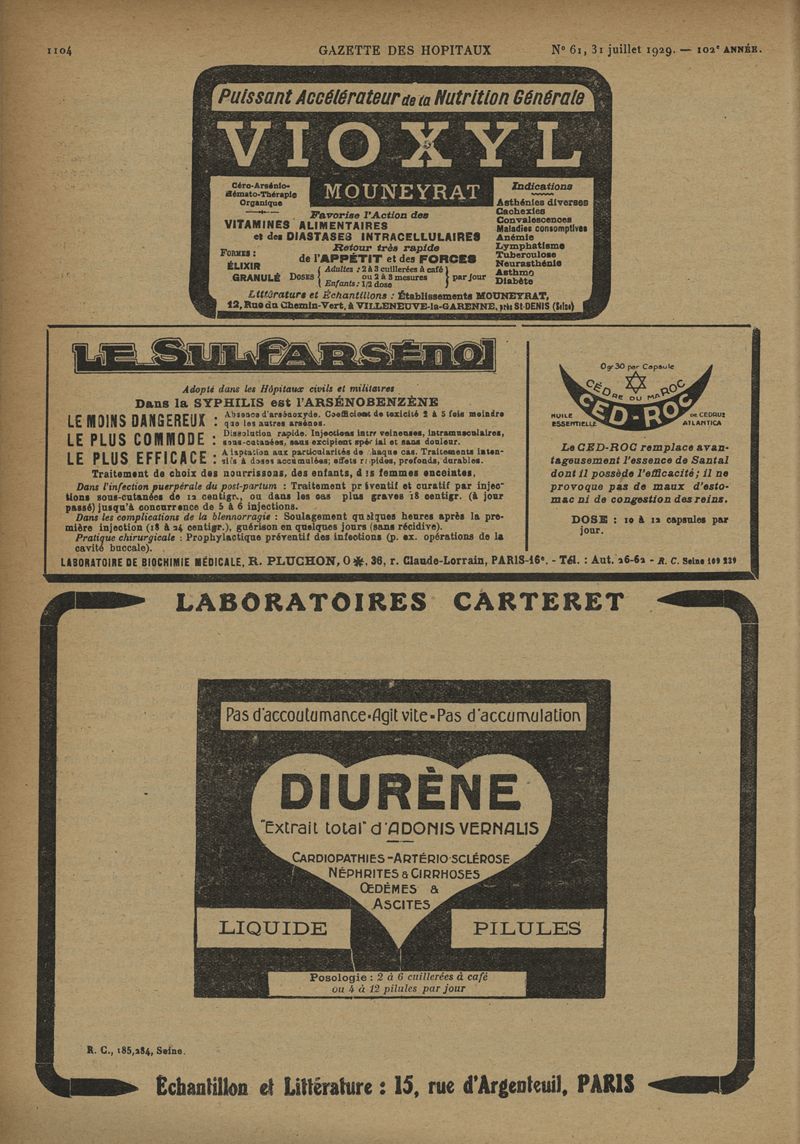 1104
GAZETTE DES HOPITAUX
N° 61, 31 juillet 1929. — 102e ANNÉE.
Puissant Accélérateur de la Nutrition Générale
VIOXYL
MOUNEYRAT
Céro-Arsénio-
Hémato-Thérapie
Organique
Favorise l'Action des
VITAMINES ALIMENTAIRES
et des DIASTASES INTRACELLULAIRES
Retour très rapide
de l'APPÉTIT et des FORCES
FORMES :
ÉLIXIR
GRANULÉ
DOSES
Adultes : 2 à 3 cuillerées à café
ou 2 à 3 mesures
Enfants : 1/2 dose
par jour
Indications
Asthénies diverses
Cachexies
Convalescences
Maladies consomptives
Anémie
Lymphatisme
Tuberculose
Neurasthénie
Asthme
Diabète
Littérature et Échantillons : Établissements MOUNEYRAT,
12, Rue du Chemin-Vert, à VILLENEUVE-la-GARENNE, près St-DENIS (Seine)
LE SULFARSÉNOL
Adopté dans les Hôpitaux civils et militaires
Dans la SYPHILIS est l'ARSÉNOBENZÈNE
LE MOINS DANGEREUX : Absence d'arsénoxyde. Coefficient de toxicité 2 à 5 fois moindre
que les autres arsénos.
LE PLUS COMMODE : Dissolution rapide. Injections intra veineuses, intramusculaires,
sous-cutanées, sans excipient spécial et sans douleur.
LE PLUS EFFICACE : Adaptation aux particularités de chaque cas. Traitements inten-
sifs à doses accumulées; effets rapides, profonds, durables.
Traitement de choix des nourrissons, des enfants, des femmes enceintes.
Dans l'infection puerpérale du post-partum : Traitement préventif et curatif par injec-
tions sous-cutanées de 12 centigr., ou dans les cas plus graves 18 centigr. (à jour
passé) jusqu'à concurrence de 5 à 6 injections.
Dans les complications de la blennorragie : Soulagement quelques heures après la pre-
mière injection (18 à 24 centigr.), guérison en quelques jours (sans récidive).
Pratique chirurgicale : Prophylactique préventif des infections (p. ex. opérations de la
cavité buccale).
0gr30 par Capsule
CÈDRE DU MAROC
CED-ROC
HUILE
ESSENTIELLE
DE CEDRUS
ATLANTICA
Le CED-ROC remplace avan-
tageusement l'essence de Santal
dont il possède l'efficacité ; il ne
provoque pas de maux d'esto-
mac ni de congestion des reins.
DOSE : 10 à 12 capsules par
jour.
LABORATOIRE DE BIOCHIMIE MÉDICALE, R. PLUCHON, O ✻, 36, r. Claude-Lorrain, PARIS-16e. - Tél. : Aut. 26-62 - R. C. Seine 109 239
LABORATOIRES CARTERET
Pas d'accoutumance-Agit vite-Pas d'accumulation
DIURÈNE
"Extrait total" d'ADONIS VERNALIS
CARDIOPATHIES-ARTÉRIO-SCLÉROSE
NÉPHRITES & CIRRHOSES
ŒDÈMES &
ASCITES
LIQUIDE
PILULES
Posologie : 2 à 6 cuillerées à café
ou 4 à 12 pilules par jour
R. C., 185,284, Seine.
Échantillon et Littérature : 15, rue d'Argenteuil, PARIS